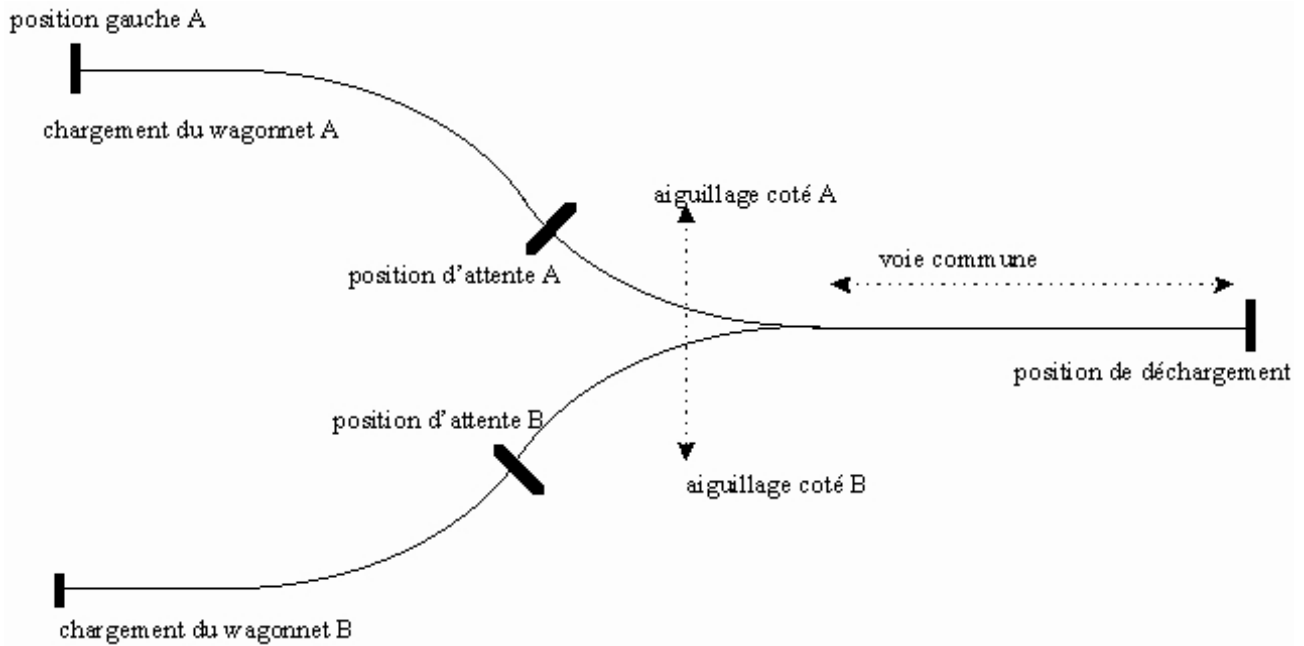 position gauche A
chargement du wagonnet A
aiguillage coté A
position d'attente A
voie commune
position de déchargement
position d'attente B
aiguillage coté B
chargement du wagonnet B